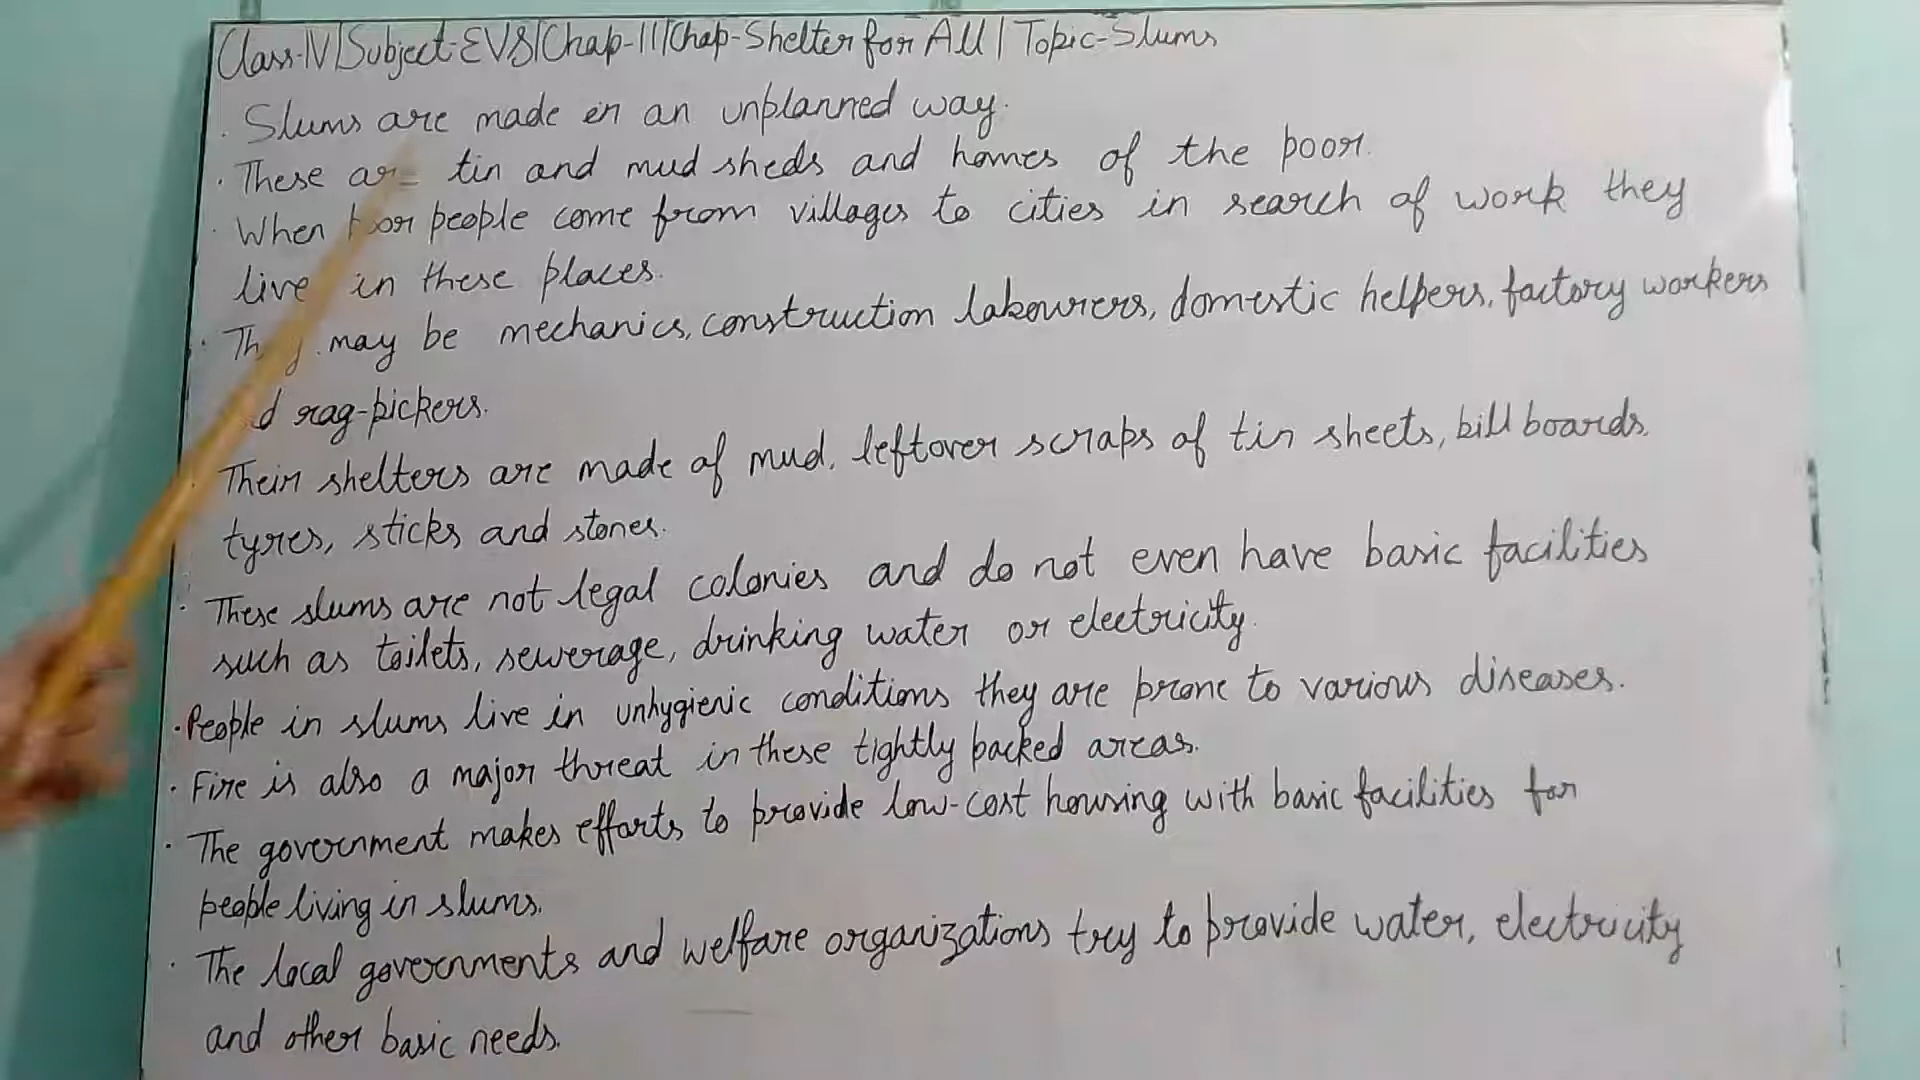 Class-IV|Subject-EVS|Chap-11|Chap-Shelter for All| Topic-Slums
· Slums are made in an unplanned way.
· These are tin and mud sheds and homes of the poor.
· When poor people come from villages to cities in search of work they
live in these places.
· They may be mechanics, construction labourers, domestic helpers, factory workers
and rag-pickers.
· Their shelters are made of mud, leftover scraps of tin sheets, bill boards,
tyres, sticks and stones.
· These slums are not legal colonies and do not even have basic facilities
such as toilets, sewerage, drinking water or electricity.
· People in slums live in unhygienic conditions they are prone to various diseases.
· Fire is also a major threat in these tightly packed areas.
· The government makes efforts to provide low-cost housing with basic facilities for
people living in slums.
· The local governments and welfare organizations try to provide water, electricity
and other basic needs.